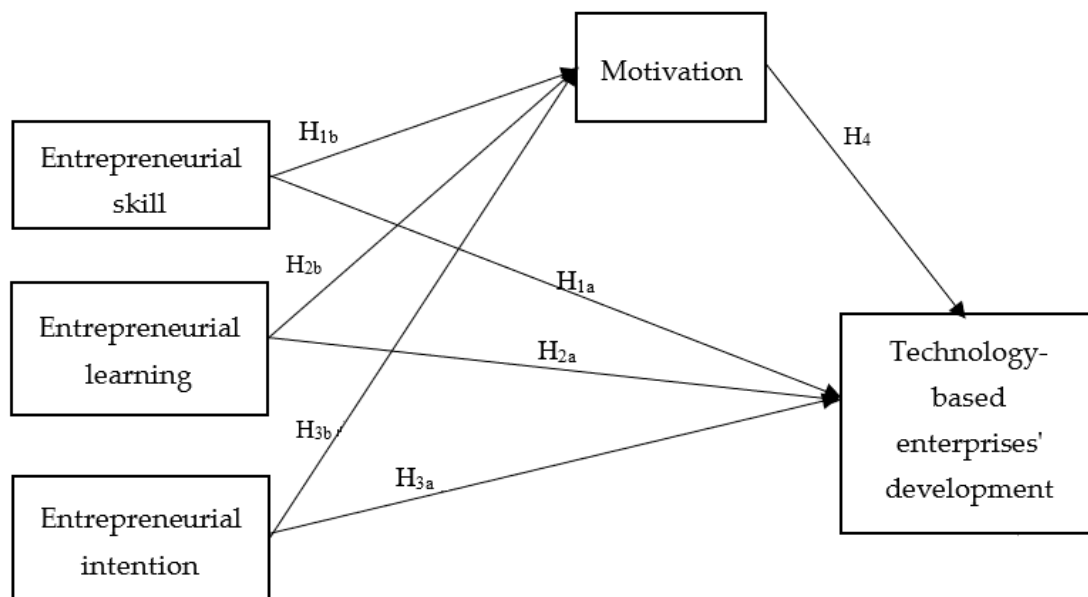 Motivation
H1b
H4
Entrepreneurial
skill
H2b
H1a
Entrepreneurial
learning
H2a
Technology-
based
enterprises'
development
H3b
H3a
Entrepreneurial
intention